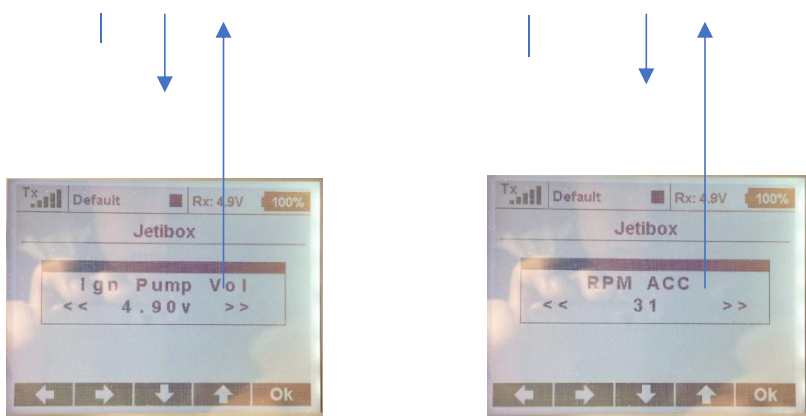 Tx Default Rx: 4.9V 100%
Jetibox
Ign Pump Vol
<< 4.90v >>
Ok
Tx Default Rx: 4.9V 100%
Jetibox
RPM ACC
<< 31 >>
Ok